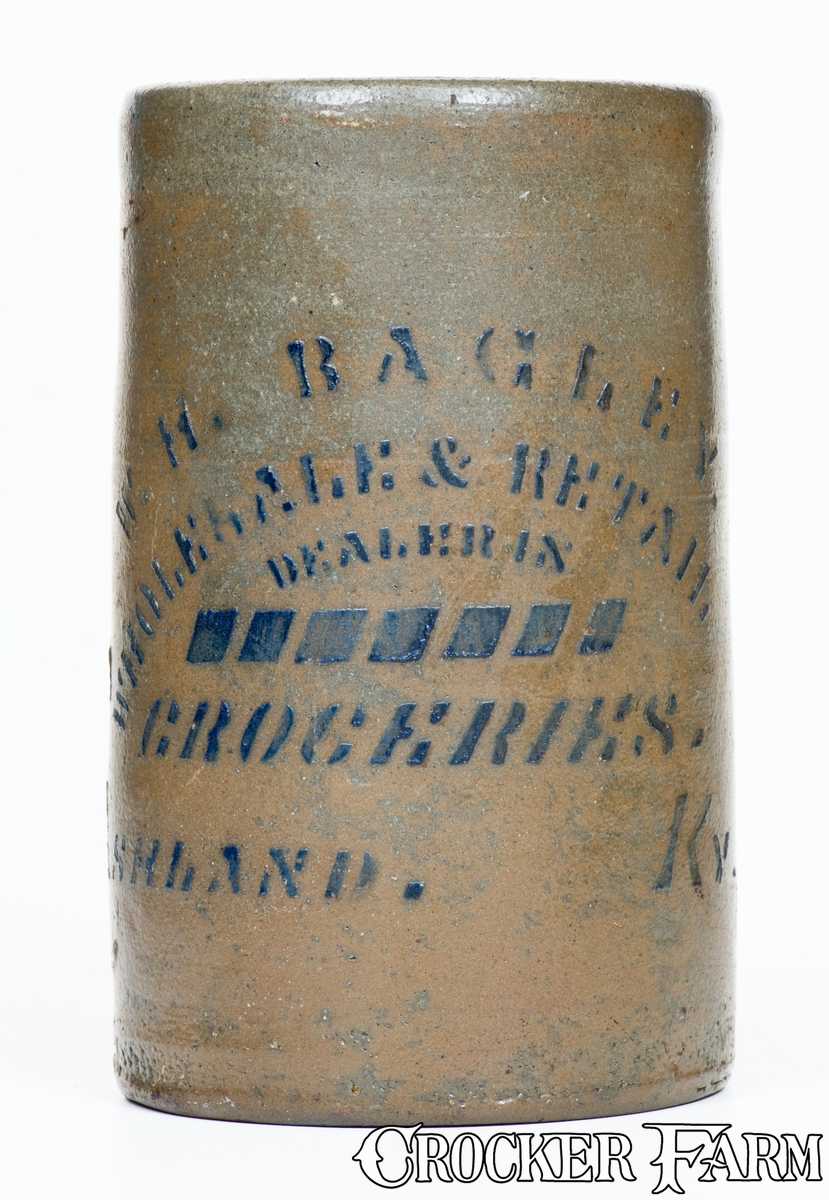 H. BAGLEY
WHOLESALE & RETAIL
DEALER IN
GROCERIES.
ASHLAND. Ky.
CROCKER FARM